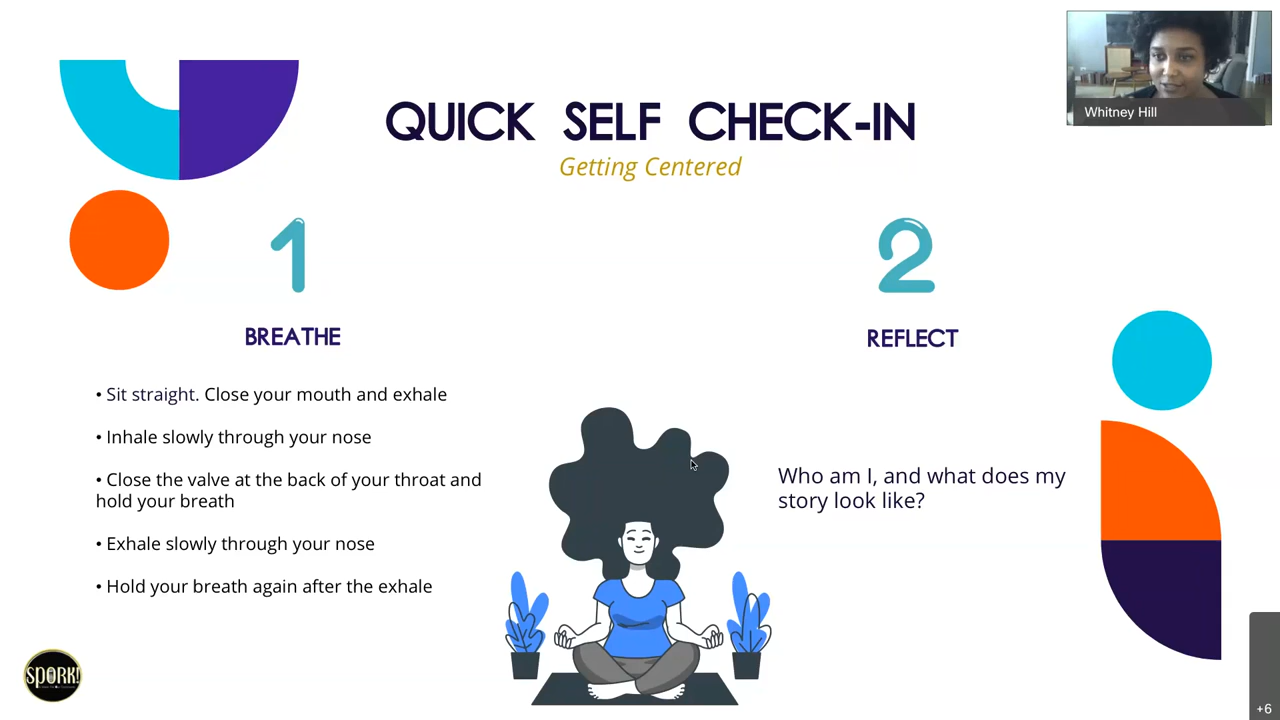 Whitney Hill
QUICK SELF CHECK-IN
Getting Centered
1
BREATHE
• Sit straight. Close your mouth and exhale
• Inhale slowly through your nose
• Close the valve at the back of your throat and
hold your breath
• Exhale slowly through your nose
• Hold your breath again after the exhale
2
REFLECT
Who am I, and what does my
story look like?
SPORK!
+6